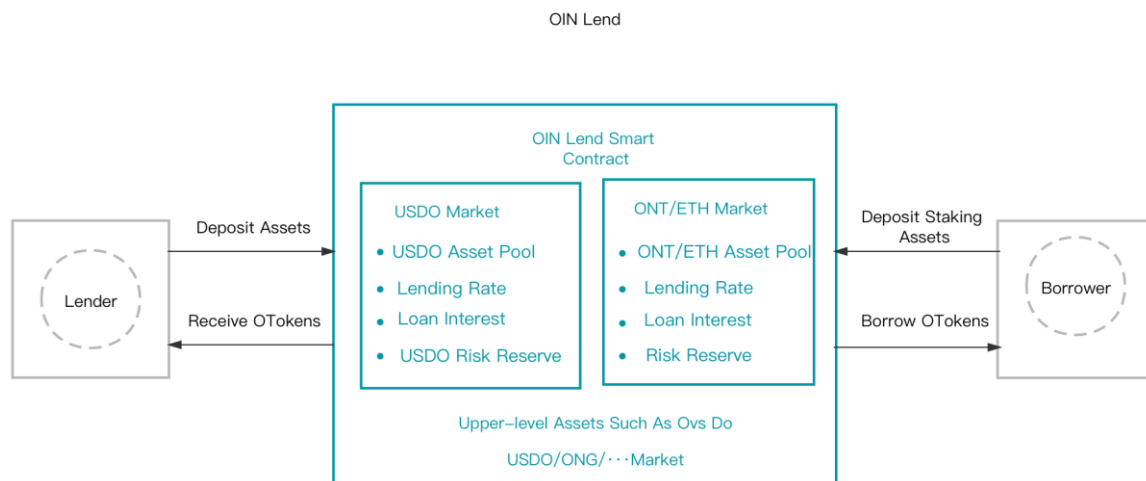 OIN Lend
OIN Lend Smart
Contract
USDO Market
• USDO Asset Pool
• Lending Rate
• Loan Interest
• USDO Risk Reserve
ONT/ETH Market
• ONT/ETH Asset Pool
• Lending Rate
• Loan Interest
• Risk Reserve
Upper-level Assets Such As Ovs Do
USDO/ONG/···Market
Lender
Deposit Assets
Receive OTokens
Deposit Staking
Assets
Borrow OTokens
Borrower